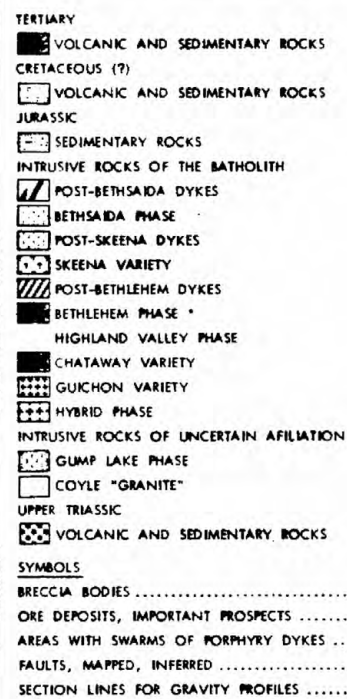 TERTIARY
VOLCANIC AND SEDIMENTARY ROCKS
CRETACEOUS (?)
VOLCANIC AND SEDIMENTARY ROCKS
JURASSIC
SEDIMENTARY ROCKS
INTRUSIVE ROCKS OF THE BATHOLITH
POST-BETHSAIDA DYKES
BETHSAIDA PHASE
POST-SKEENA DYKES
SKEENA VARIETY
POST-BETHLEHEM DYKES
BETHLEHEM PHASE *
HIGHLAND VALLEY PHASE
CHATAWAY VARIETY
GUICHON VARIETY
HYBRID PHASE
INTRUSIVE ROCKS OF UNCERTAIN AFILIATION
GUMP LAKE PHASE
COYLE "GRANITE"
UPPER TRIASSIC
VOLCANIC AND SEDIMENTARY ROCKS
SYMBOLS
BRECCIA BODIES ..............................
ORE DEPOSITS, IMPORTANT PROSPECTS .......
AREAS WITH SWARMS OF PORPHYRY DYKES ..
FAULTS, MAPPED, INFERRED ..................
SECTION LINES FOR GRAVITY PROFILES ......